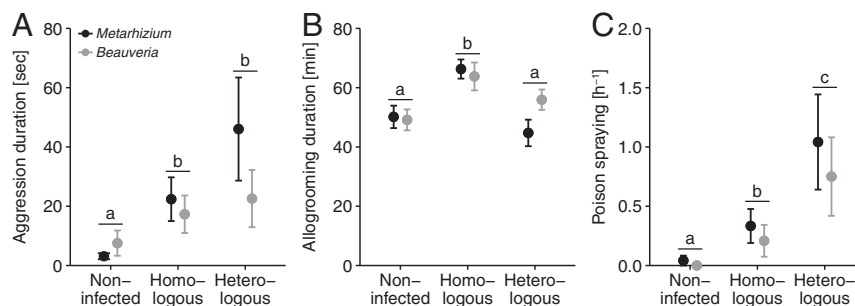 A
Aggression duration [sec]
80
60
40
20
0
Metarhizium
Beauveria
a
b
b
Non–
infected
Homo–
logous
Hetero–
logous
B
Allogrooming duration [min]
80
60
40
20
0
a
b
a
Non–
infected
Homo–
logous
Hetero–
logous
C
Poison spraying [h⁻¹]
2.0
1.5
1.0
0.5
0.0
a
b
c
Non–
infected
Homo–
logous
Hetero–
logous